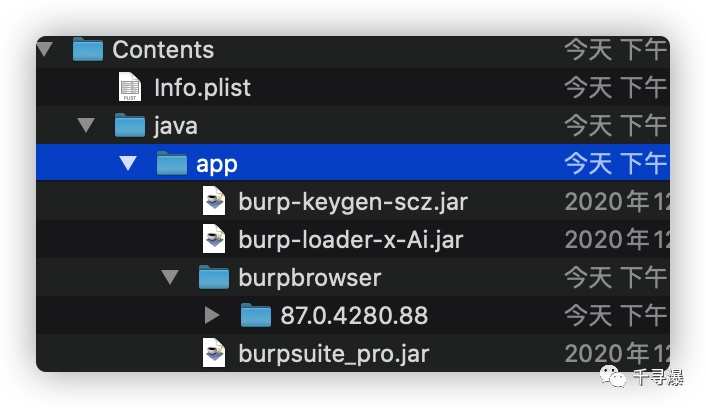 Contents 今天 下午
Info.plist 今天 下午
java 今天 下午
app 今天 下午
burp-keygen-scz.jar 2020年12
burp-loader-x-Ai.jar 2020年12
burpbrowser 今天 下午
87.0.4280.88 今天 下午
burpsuite_pro.jar 2020年12
千寻瀑